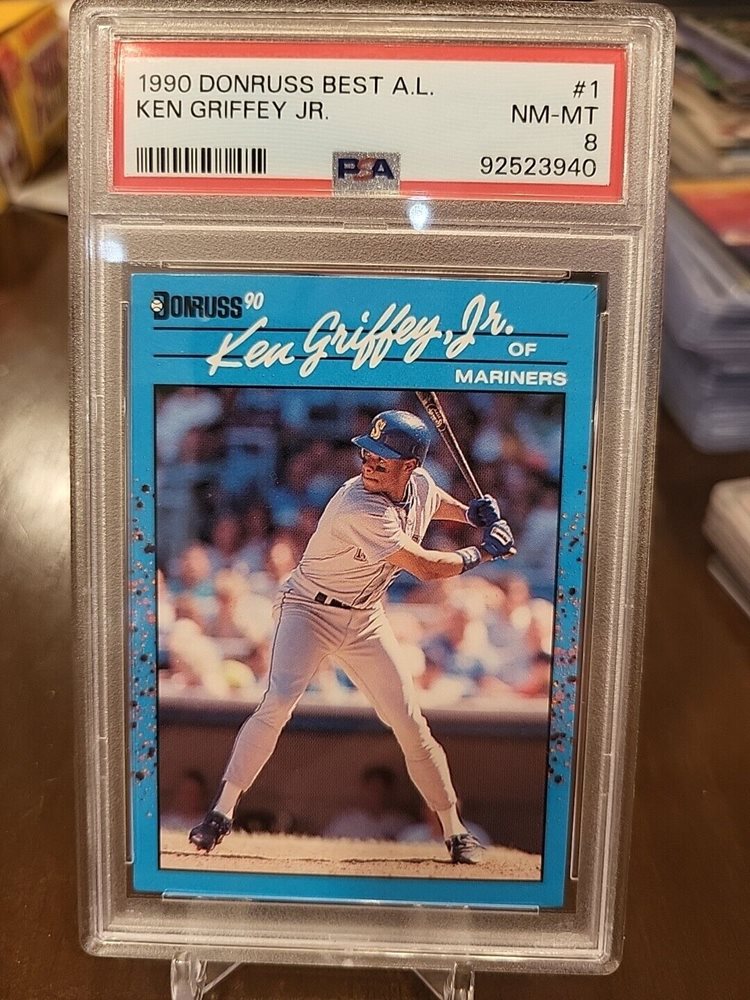 1990 DONRUSS BEST A.L. #1
KEN GRIFFEY JR. NM-MT
8
PSA 92523940
DONRUSS 90
Ken Griffey, Jr.
OF
MARINERS
S